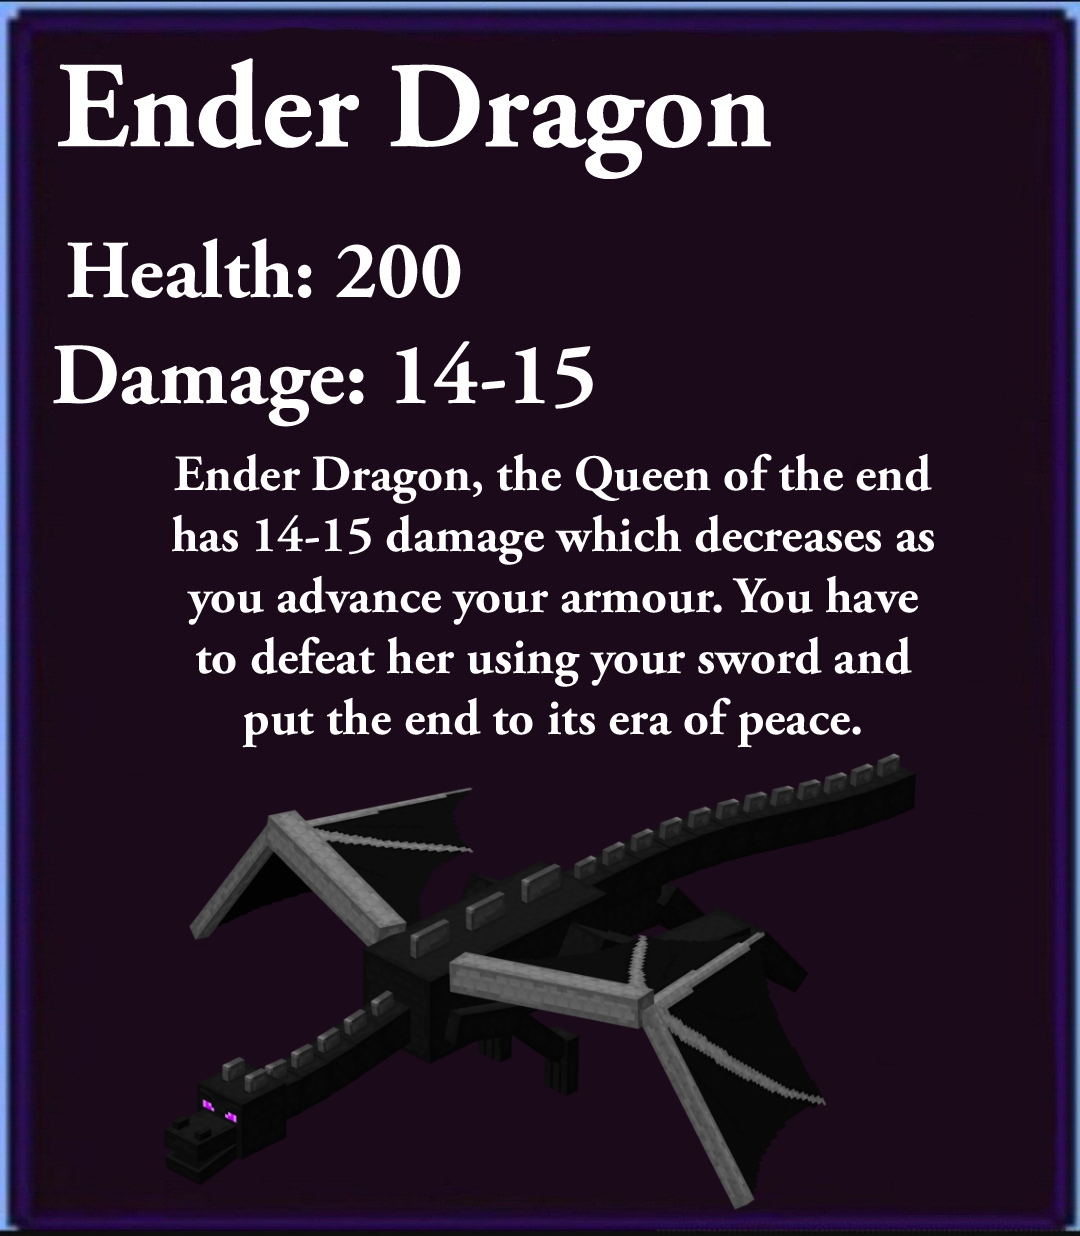 Ender Dragon
Health: 200
Damage: 14-15
Ender Dragon, the Queen of the end
has 14-15 damage which decreases as
you advance your armour. You have
to defeat her using your sword and
put the end to its era of peace.